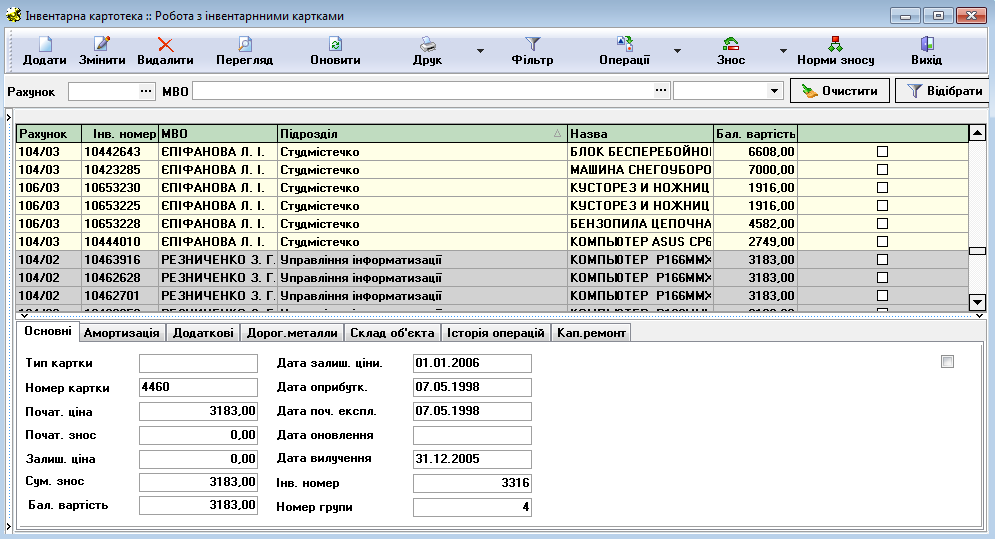 Інвентарна картотека :: Робота з інвентарнними картками
Додати Змінити Видалити Перегляд Оновити Друк Фільтр Операції Знос Норми зносу Вихід
Рахунок ... МВО ... Очистити Відібрати
Рахунок Інв. номер МВО Підрозділ Назва Бал. вартість
104/03 10442643 ЄПІФАНОВА Л. І. Студмістечко БЛОК БЕСПЕРЕБОЙНОІ 6608,00
104/03 10423285 ЄПІФАНОВА Л. І. Студмістечко МАШИНА СНЕГОУБОРО 7000,00
106/03 10653230 ЄПІФАНОВА Л. І. Студмістечко КУСТОРЕЗ И НОЖНИЦ 1916,00
106/03 10653225 ЄПІФАНОВА Л. І. Студмістечко КУСТОРЕЗ И НОЖНИЦ 1916,00
106/03 10653228 ЄПІФАНОВА Л. І. Студмістечко БЕНЗОПИЛА ЦЕПОЧНА 4582,00
104/03 10444010 ЄПІФАНОВА Л. І. Студмістечко КОМПЬЮТЕР ASUS CP6 2749,00
104/02 10463916 РЕЗНИЧЕНКО З. Г. Управління інформатизації КОМПЬЮТЕР P166MMX 3183,00
104/02 10462628 РЕЗНИЧЕНКО З. Г. Управління інформатизації КОМПЬЮТЕР P166MMX 3183,00
104/02 10462701 РЕЗНИЧЕНКО З. Г. Управління інформатизації КОМПЬЮТЕР P166MMX 3183,00
Основні Амортизація Додаткові Дорог.металли Склад об'єкта Історія операцій Кап.ремонт
Тип картки Дата залиш. ціни. 01.01.2006
Номер картки 4460 Дата оприбутк. 07.05.1998
Почат. ціна 3183,00 Дата поч. експл. 07.05.1998
Почат. знос 0,00 Дата оновлення
Залиш. ціна 0,00 Дата вилучення 31.12.2005
Сум. знос 3183,00 Інв. номер 3316
Бал. вартість 3183,00 Номер групи 4